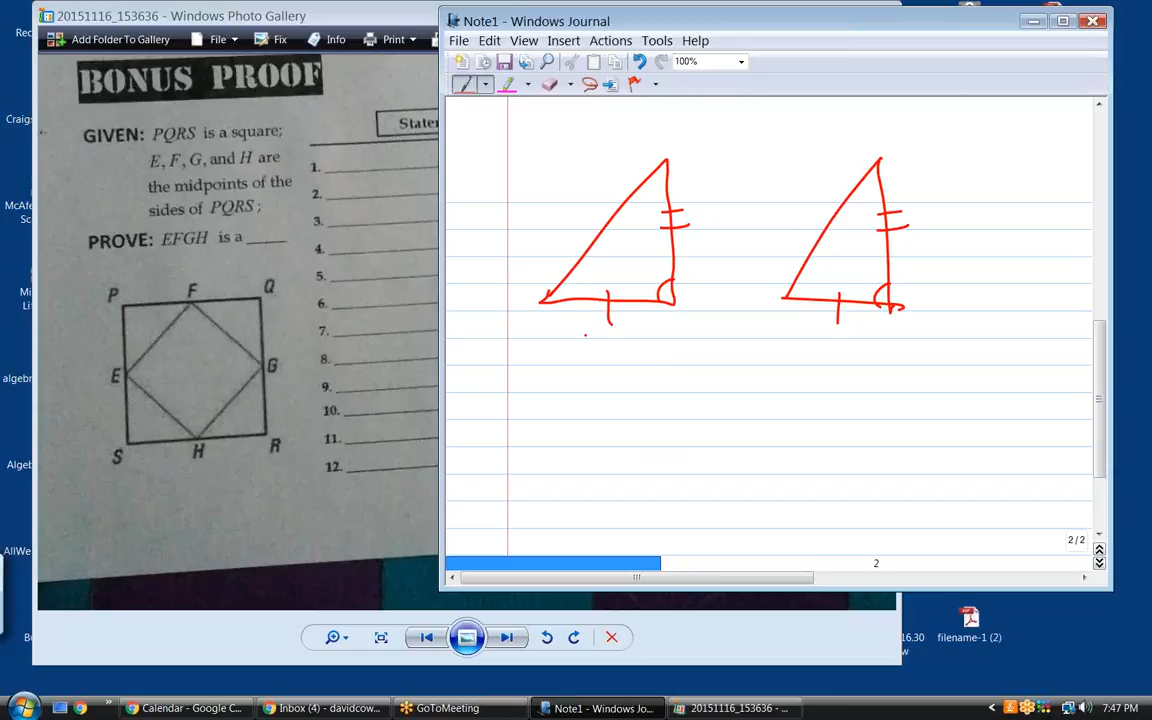 20151116_153636 - Windows Photo Gallery
Add Folder To Gallery File Fix Info Print
BONUS PROOF
GIVEN: PQRS is a square;
E, F, G, and H are
the midpoints of the
sides of PQRS;
PROVE: EFGH is a ____
P F Q
E G
S H R
1.
2.
3.
4.
5.
6.
7.
8.
9.
10.
11.
12.
Note1 - Windows Journal
File Edit View Insert Actions Tools Help
100%
2 / 2
2
filename-1 (2)
Calendar - Google C...
Inbox (4) - davidcow...
GoToMeeting
Windows Jo...
20151116_153636 - ...
7:47 PM